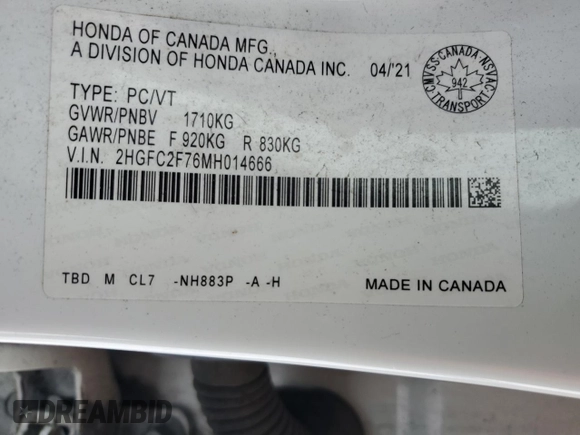 HONDA OF CANADA MFG.,
A DIVISION OF HONDA CANADA INC. 04/'21
CMVSS-CANADA-NSVAC
942
TRANSPORT
TYPE: PC/VT
GVWR/PNBV 1710KG
GAWR/PNBE F 920KG R 830KG
V.I.N. 2HGFC2F76MH014666
TBD M CL7 -NH883P -A -H MADE IN CANADA
DREAMBID